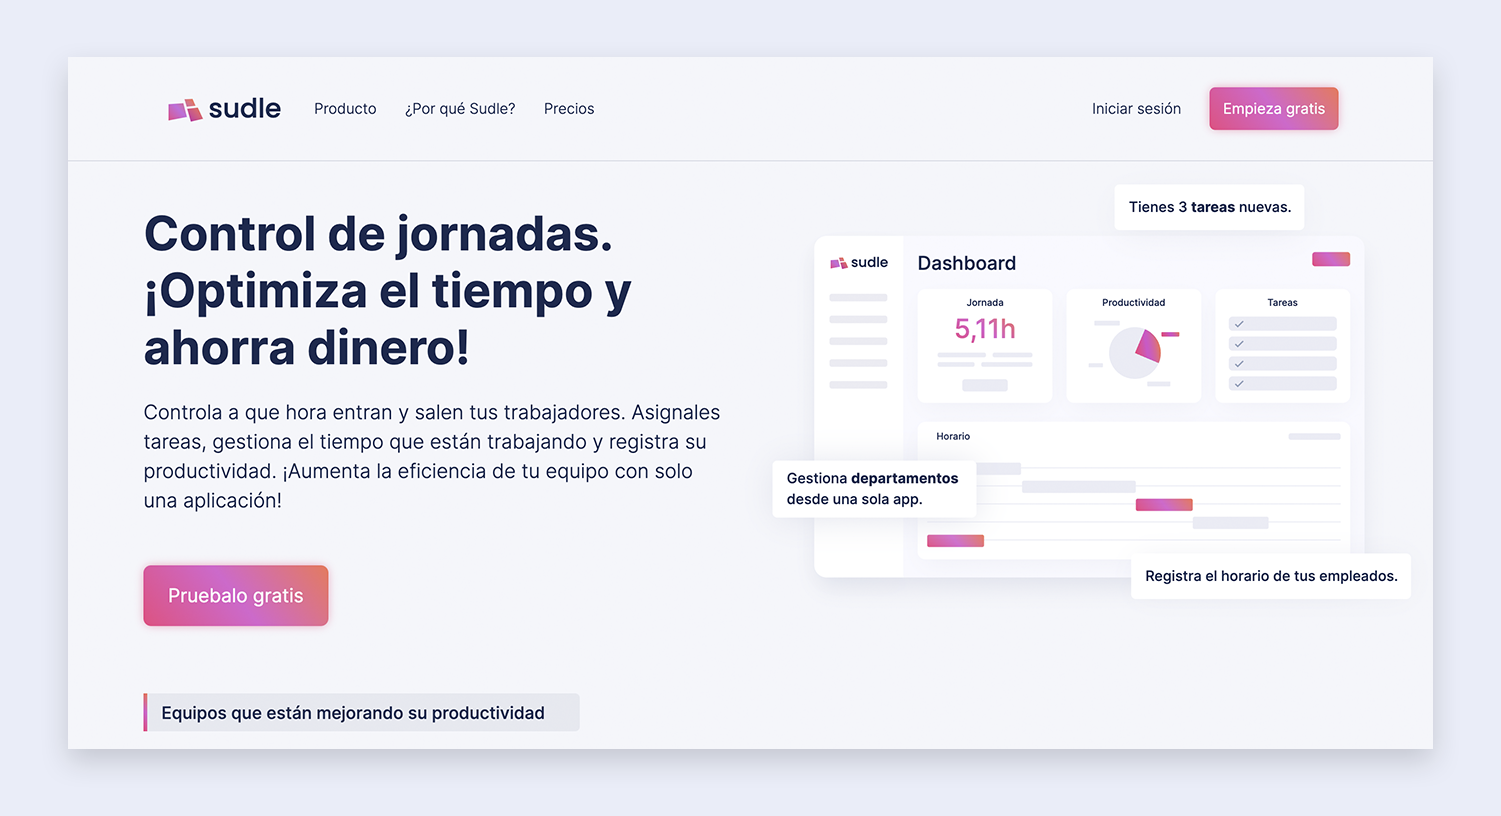 sudle
Producto
¿Por qué Sudle?
Precios
Iniciar sesión
Empieza gratis
Control de jornadas.
¡Optimiza el tiempo y
ahorra dinero!
Controla a que hora entran y salen tus trabajadores. Asignales
tareas, gestiona el tiempo que están trabajando y registra su
productividad. ¡Aumenta la eficiencia de tu equipo con solo
una aplicación!
Pruebalo gratis
Equipos que están mejorando su productividad
Tienes 3 tareas nuevas.
sudle
Dashboard
Jornada
5,11h
Productividad
Tareas
Horario
Gestiona departamentos
desde una sola app.
Registra el horario de tus empleados.